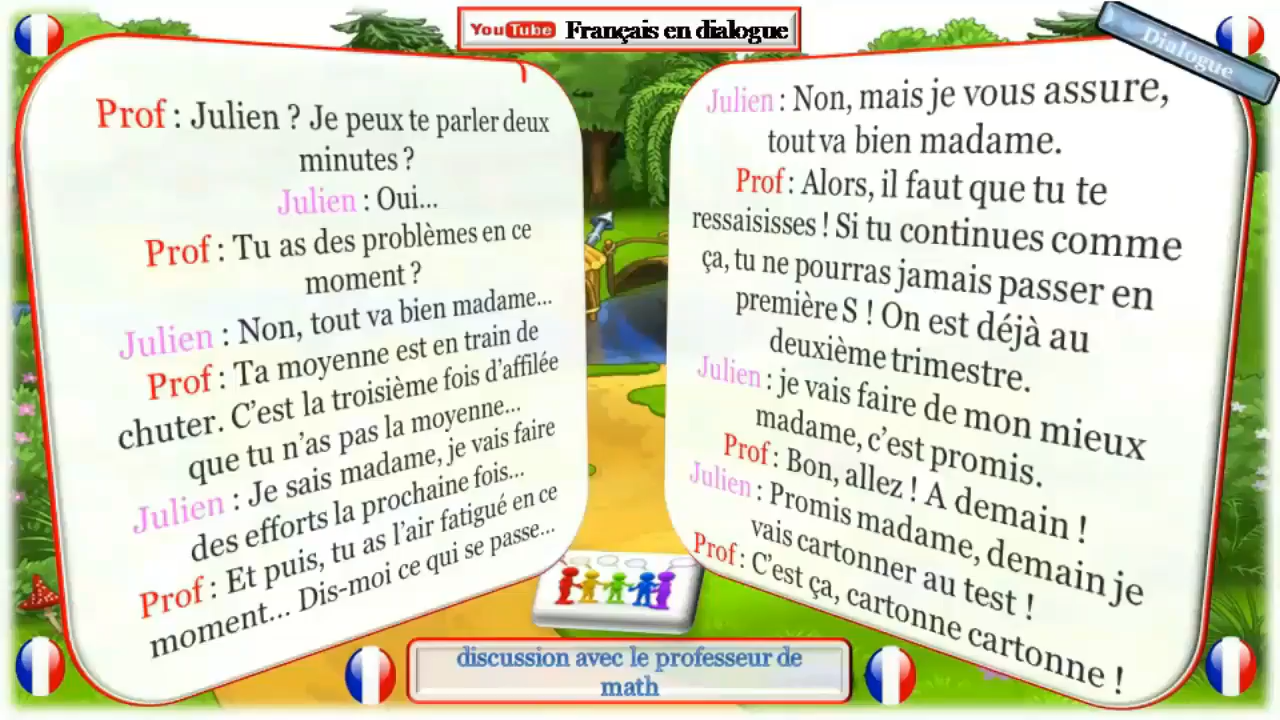 YouTube Français en dialogue
Dialogue
Prof : Julien ? Je peux te parler deux
minutes ?
Julien : Oui...
Prof : Tu as des problèmes en ce
moment ?
Julien : Non, tout va bien madame...
Prof : Ta moyenne est en train de
chuter. C'est la troisième fois d'affilée
que tu n'as pas la moyenne...
Julien : Je sais madame, je vais faire
des efforts la prochaine fois...
Prof : Et puis, tu as l'air fatigué en ce
moment... Dis-moi ce qui se passe...
Julien : Non, mais je vous assure,
tout va bien madame.
Prof : Alors, il faut que tu te
ressaisisses ! Si tu continues comme
ça, tu ne pourras jamais passer en
première S ! On est déjà au
deuxième trimestre.
Julien : je vais faire de mon mieux
madame, c'est promis.
Prof : Bon, allez ! A demain !
Julien : Promis madame, demain je
vais cartonner au test !
Prof : C'est ça, cartonne cartonne !
discussion avec le professeur de
math